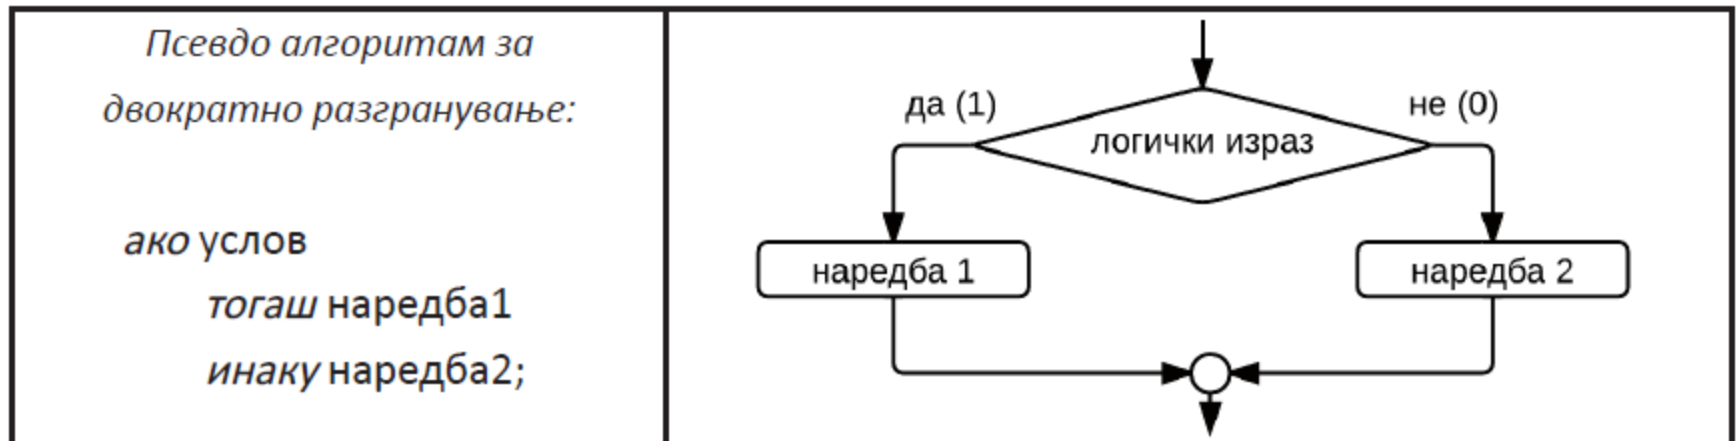 Псевдо алгоритам за
двократно разгранување:
ако услов
тогаш наредба1
инаку наредба2;
да (1)
не (0)
логички израз
наредба 1
наредба 2